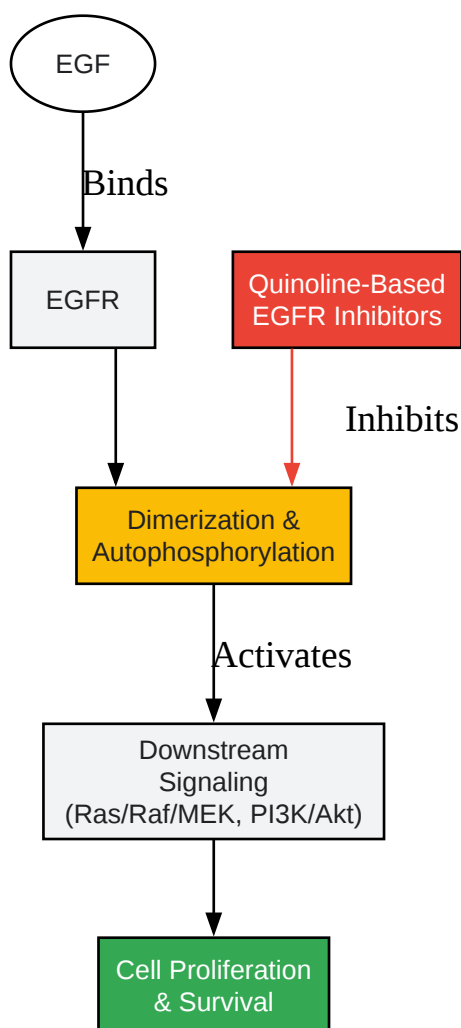 EGF
Binds
EGFR
Quinoline-Based
EGFR Inhibitors
Inhibits
Dimerization &
Autophosphorylation
Activates
Downstream
Signaling
(Ras/Raf/MEK, PI3K/Akt)
Cell Proliferation
& Survival